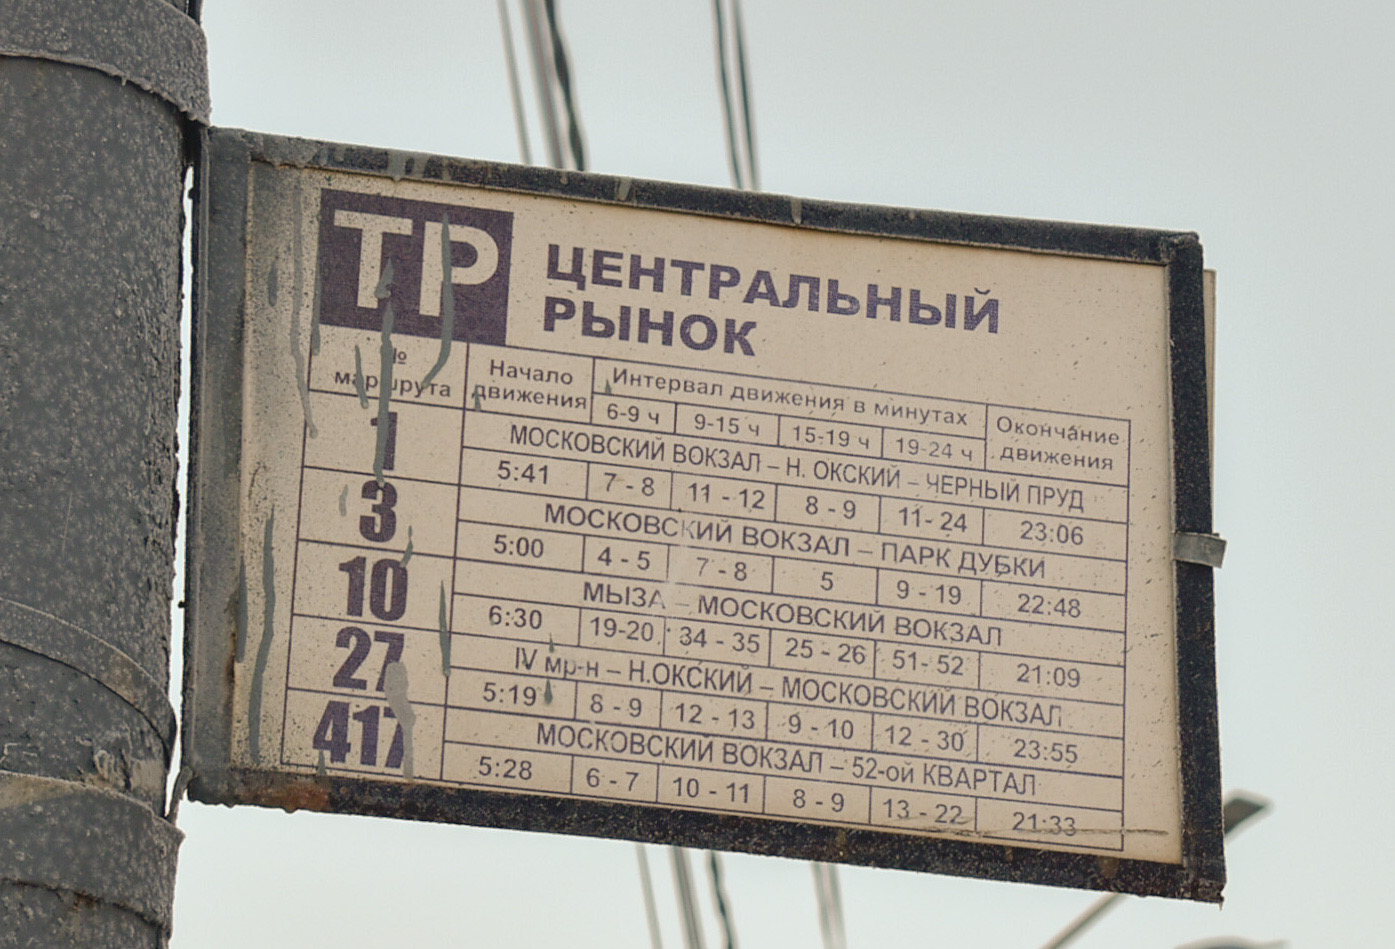 ТР
ЦЕНТРАЛЬНЫЙ
РЫНОК
№ маршрута Начало движения Интервал движения в минутах Окончание движения
6-9 ч 9-15 ч 15-19 ч 19-24 ч
1 МОСКОВСКИЙ ВОКЗАЛ – Н. ОКСКИЙ – ЧЕРНЫЙ ПРУД
5:41 7 - 8 11 - 12 8 - 9 11- 24 23:06
3 МОСКОВСКИЙ ВОКЗАЛ – ПАРК ДУБКИ
5:00 4 - 5 7 - 8 5 9 - 19 22:48
10 МЫЗА – МОСКОВСКИЙ ВОКЗАЛ
6:30 19-20 34 - 35 25 - 26 51- 52 21:09
27 IV мр-н – Н.ОКСКИЙ – МОСКОВСКИЙ ВОКЗАЛ
5:19 8 - 9 12 - 13 9 - 10 12 - 30 23:55
417 МОСКОВСКИЙ ВОКЗАЛ – 52-ой КВАРТАЛ
5:28 6 - 7 10 - 11 8 - 9 13 - 22 21:33